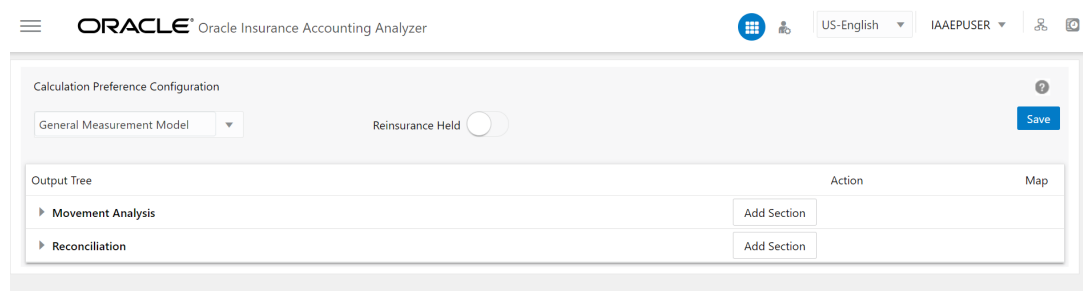 ORACLE® Oracle Insurance Accounting Analyzer
US-English
IAAEPUSER
Calculation Preference Configuration
?
General Measurement Model
Reinsurance Held
Save
Output Tree Action Map
Movement Analysis Add Section
Reconciliation Add Section